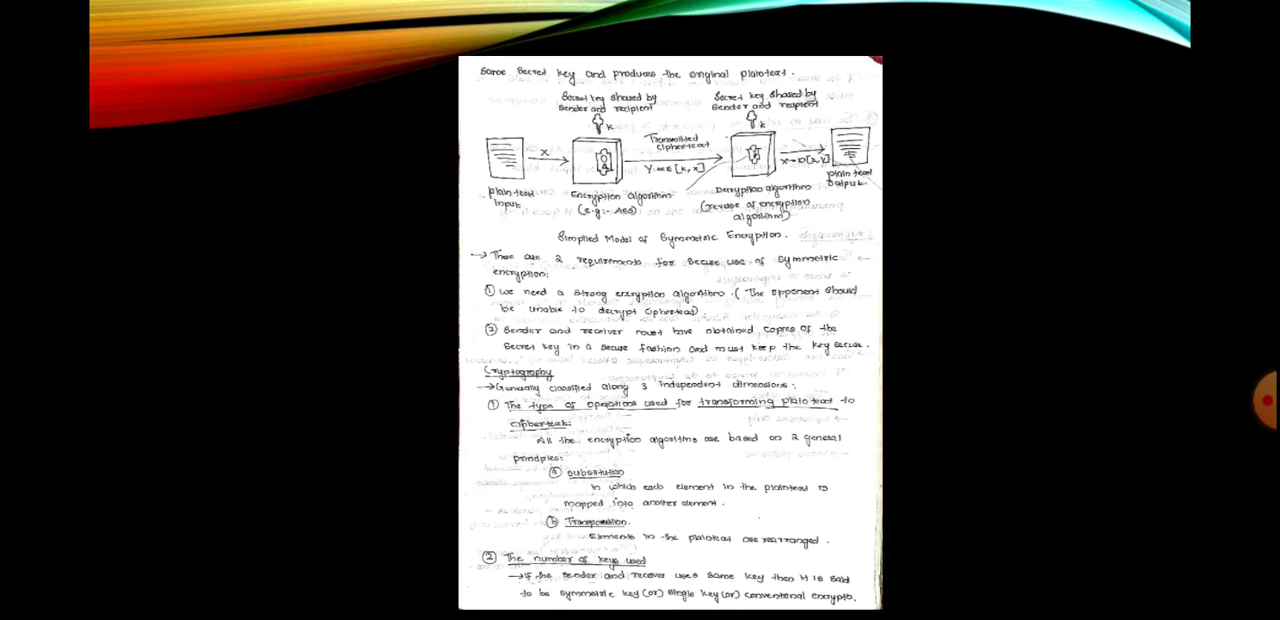 Same Secret key and produces the original plaintext.
Secret key shared by
Sender and recipient
Secret key shared by
Sender and recipient
k
k
Transmitted
Ciphertext
X
Y = E[k,x]
X = D[k,Y]
plain text
Input
Encryption algorithm
(e.g:- AES)
Decryption algorithm
(reverse of encryption
algorithm)
plain text
Output
Simplied Model of Symmetric Encryption.
→ There are 2 requirements for secure use of Symmetric
encryption:
① we need a strong encryption algorithm. (The opponent should
be unable to decrypt ciphertext)
② Sender and receiver must have obtained copies of the
Secret key in a secure fashion and must keep the key secure.
Cryptography
→ Generally classified along 3 independent dimensions:
① The type of operations used for transforming plain text to
ciphertext:
All the encryption algorithms are based on 2 general
principles:
ⓐ substitution
In which each element in the plaintext is
mapped into another element.
ⓑ Transposition.
Elements in the plaintext are rearranged.
② The number of keys used
→ If the sender and receiver uses same key then it is said
to be symmetric key (or) single key (or) conventional encrypto.